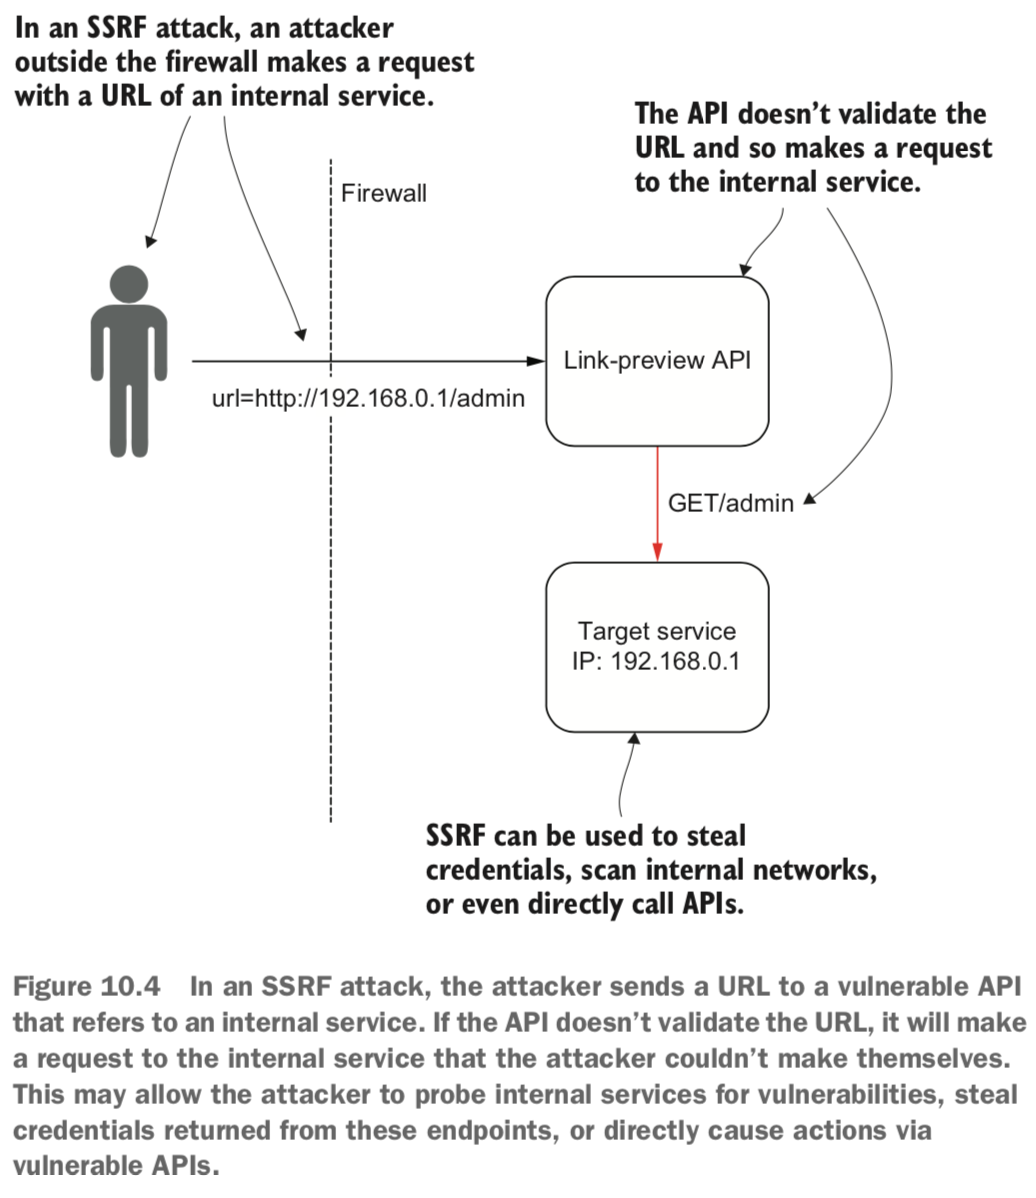 In an SSRF attack, an attacker
outside the firewall makes a request
with a URL of an internal service.
The API doesn’t validate the
URL and so makes a request
to the internal service.
Firewall
Link-preview API
url=http://192.168.0.1/admin
GET/admin
Target service
IP: 192.168.0.1
SSRF can be used to steal
credentials, scan internal networks,
or even directly call APIs.
Figure 10.4 In an SSRF attack, the attacker sends a URL to a vulnerable API
that refers to an internal service. If the API doesn’t validate the URL, it will make
a request to the internal service that the attacker couldn’t make themselves.
This may allow the attacker to probe internal services for vulnerabilities, steal
credentials returned from these endpoints, or directly cause actions via
vulnerable APIs.